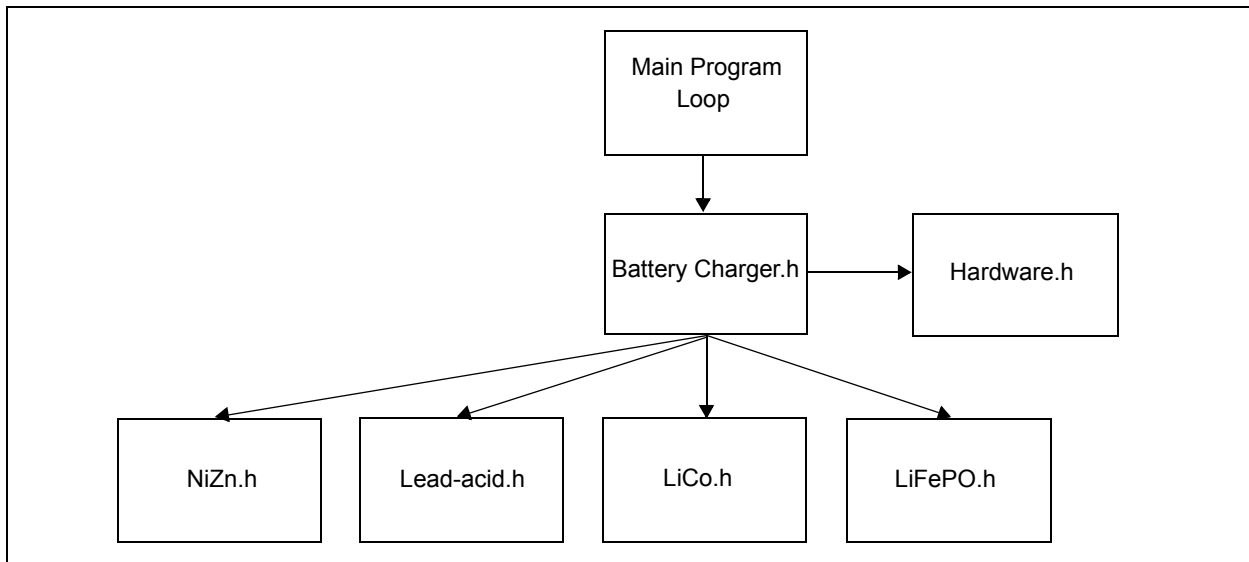 Main Program
Loop
Battery Charger.h
Hardware.h
NiZn.h
Lead-acid.h
LiCo.h
LiFePO.h